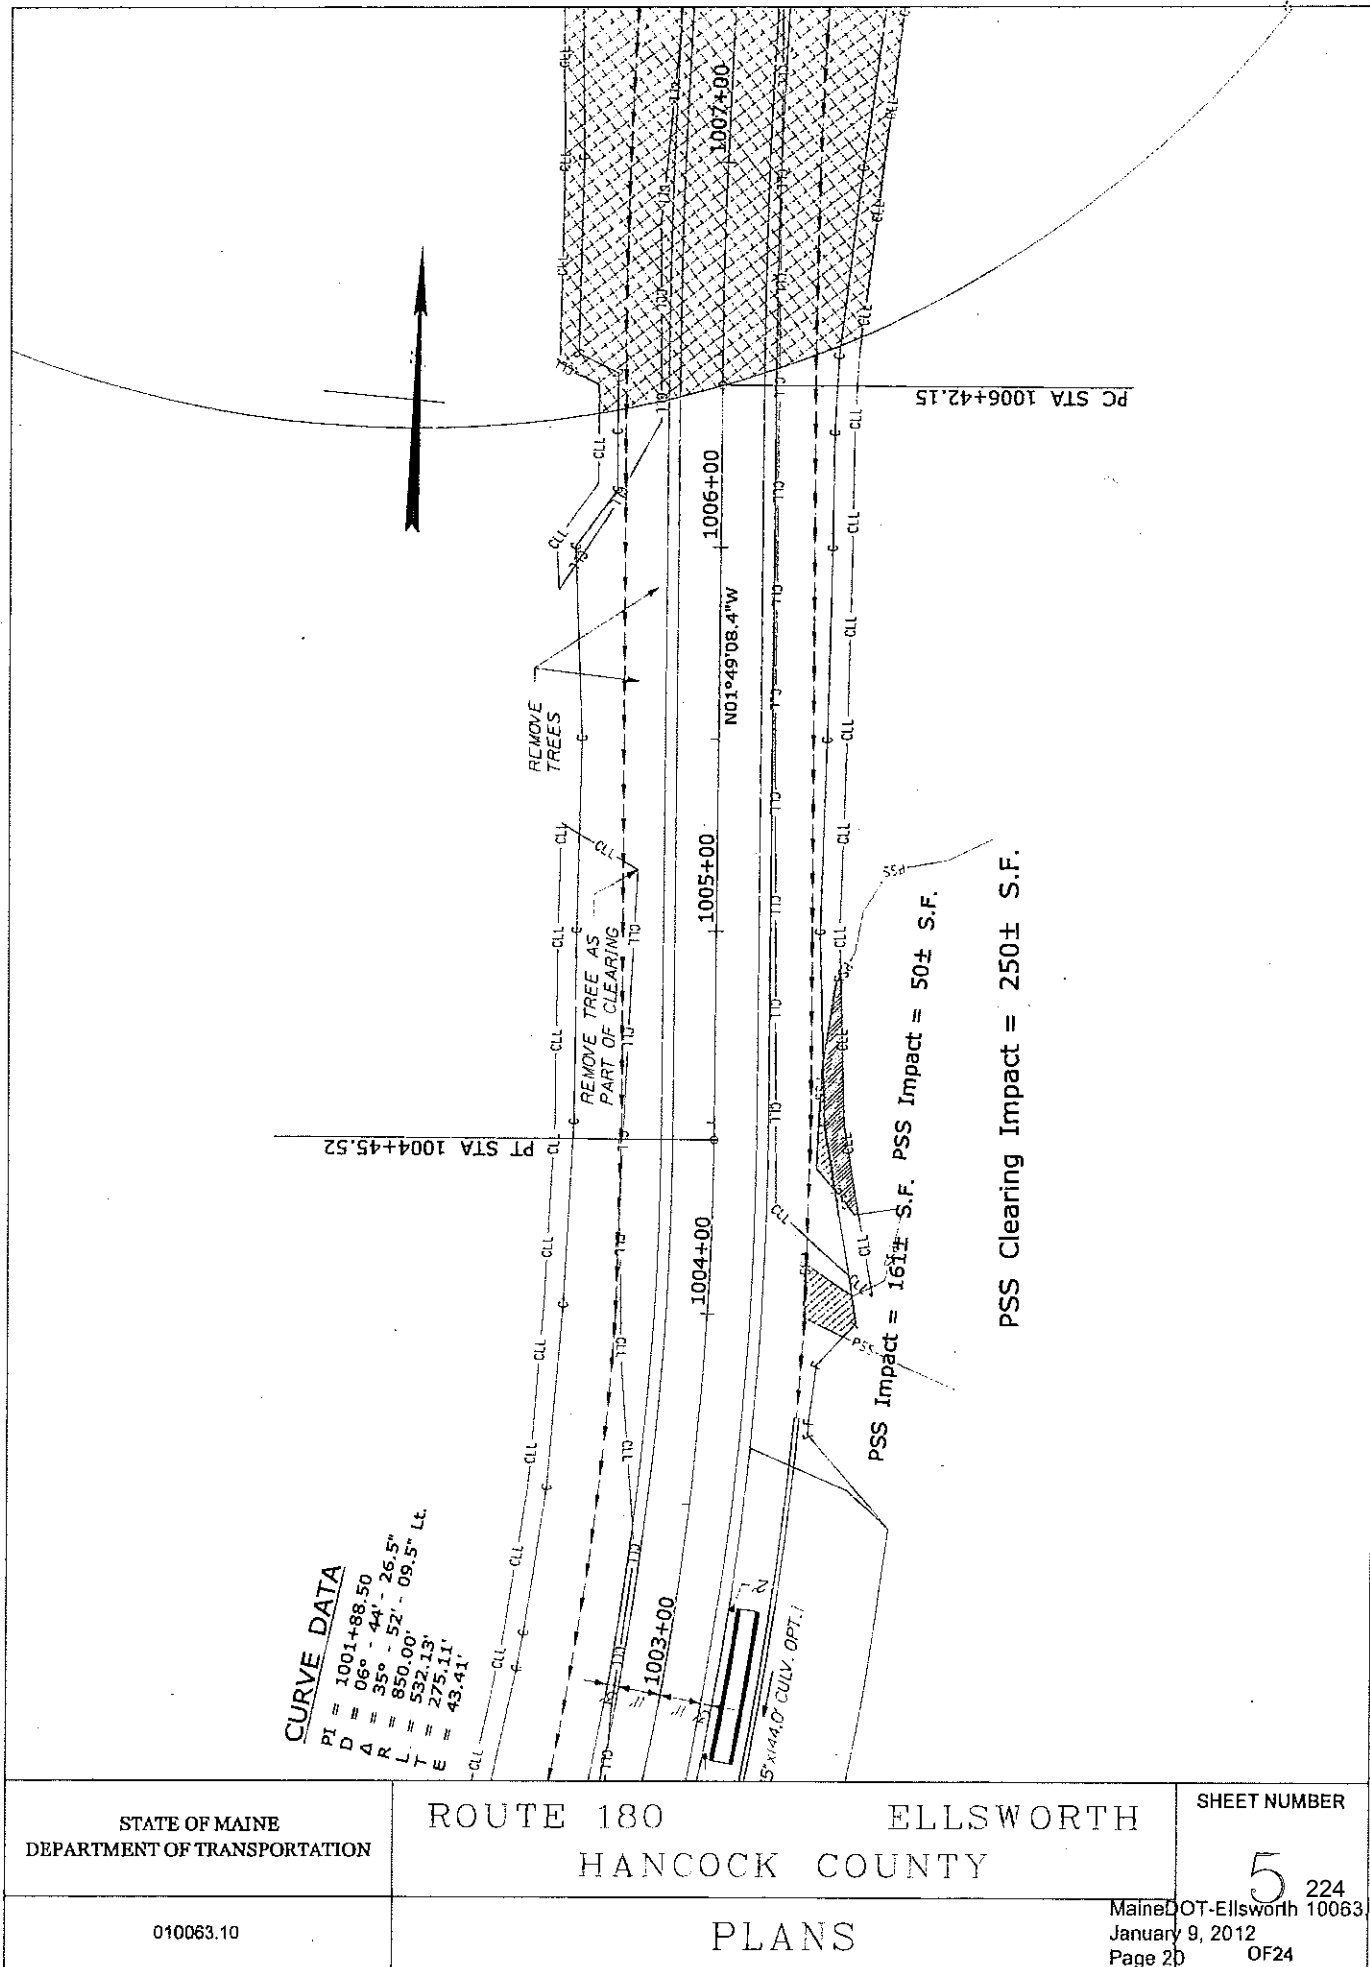 1007+00
PC STA 1006+42.15
1006+00
N01°49'08.4"W
REMOVE
TREES
1005+00
REMOVE TREE AS
PART OF CLEARING
PSS
PT STA 1004+45.52
1004+00
PSS Impact = 161± S.F.
PSS Impact = 50± S.F.
PSS Clearing Impact = 250± S.F.
CLL
PSS
1003+00
5"x144.0' CULV. OPT.I
CURVE DATA
PI = 1001+88.50
D = 06° - 44' - 26.5"
Δ = 35° - 52' - 09.5" Lt.
R = 850.00'
L = 532.13'
T = 275.11'
E = 43.41'
STATE OF MAINE
DEPARTMENT OF TRANSPORTATION
ROUTE 180 ELLSWORTH
HANCOCK COUNTY
SHEET NUMBER
5 224
010063.10
PLANS
MaineDOT-Ellsworth 10063
January 9, 2012
Page 20 OF24